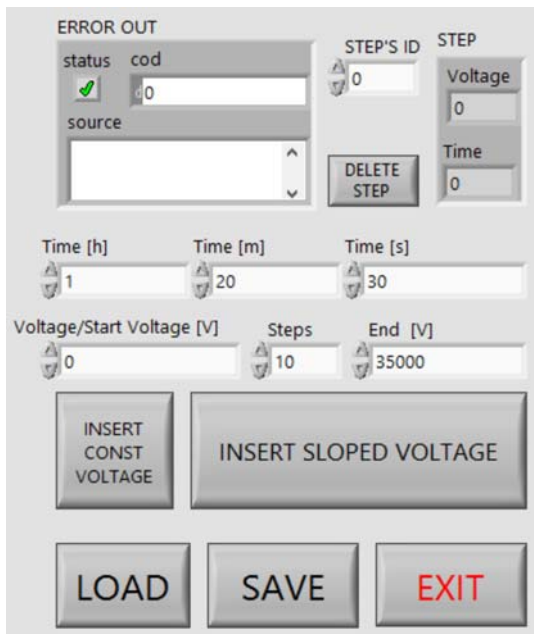 ERROR OUT
STEP'S ID
STEP
status
cod
d0
0
Voltage
0
source
Time
0
DELETE
STEP
Time [h]
Time [m]
Time [s]
1
20
30
Voltage/Start Voltage [V]
Steps
End [V]
0
10
35000
INSERT
CONST
VOLTAGE
INSERT SLOPED VOLTAGE
LOAD
SAVE
EXIT